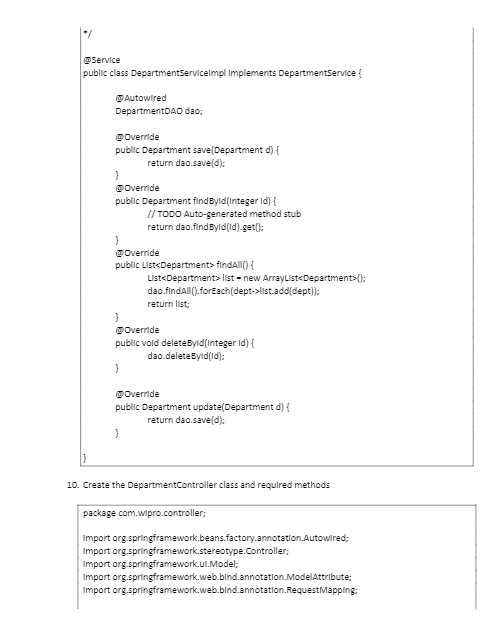 */
@Service
public class DepartmentServiceImpl implements DepartmentService {
@Autowired
DepartmentDAO dao;
@Override
public Department save(Department d) {
return dao.save(d);
}
@Override
public Department findById(Integer id) {
// TODO Auto-generated method stub
return dao.findById(id).get();
}
@Override
public List<Department> findAll() {
List<Department> list = new ArrayList<Department>();
dao.findAll().forEach(dept->list.add(dept));
return list;
}
@Override
public void deleteById(Integer id) {
dao.deleteById(id);
}
@Override
public Department update(Department d) {
return dao.save(d);
}
}
10. Create the DepartmentController class and required methods
package com.wipro.controller;
import org.springframework.beans.factory.annotation.Autowired;
import org.springframework.stereotype.Controller;
import org.springframework.ui.Model;
import org.springframework.web.bind.annotation.ModelAttribute;
import org.springframework.web.bind.annotation.RequestMapping;